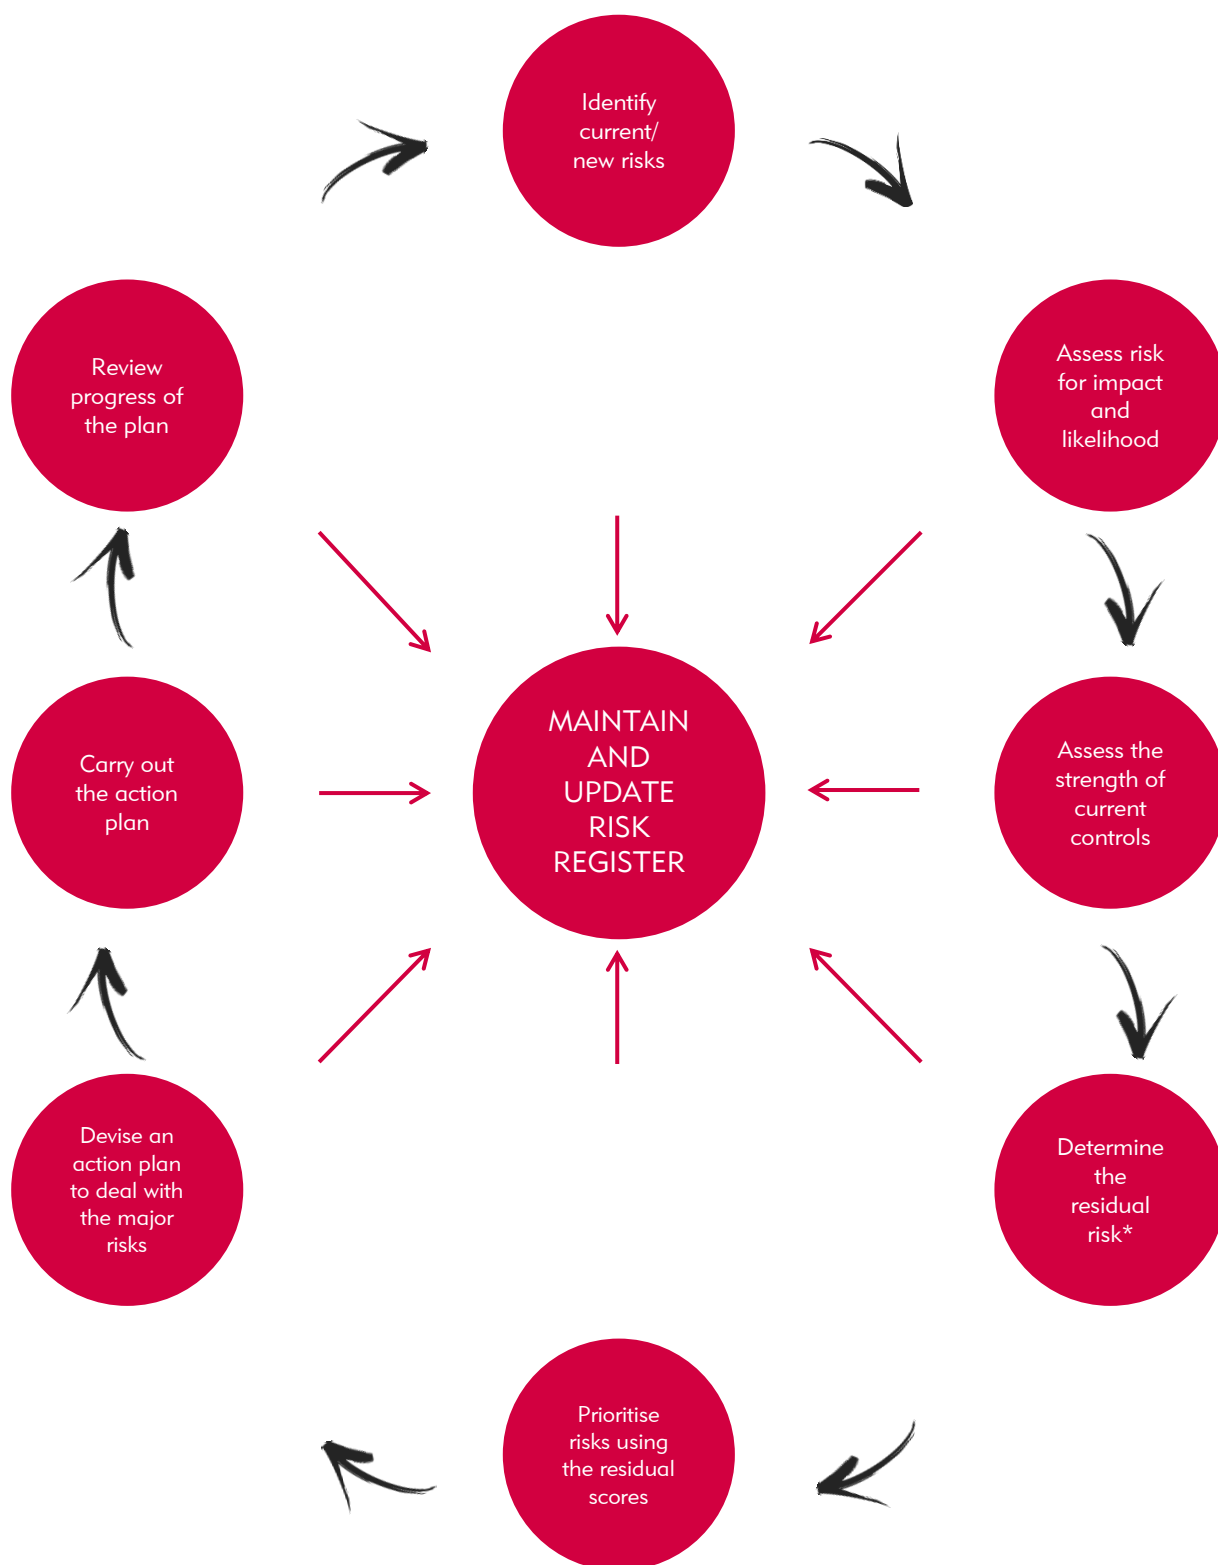 Identify
current/
new risks
Assess risk
for impact
and
likelihood
Assess the
strength of
current
controls
Determine
the
residual
risk*
Prioritise
risks using
the residual
scores
Devise an
action plan
to deal with
the major
risks
Carry out
the action
plan
Review
progress of
the plan
MAINTAIN
AND
UPDATE
RISK
REGISTER